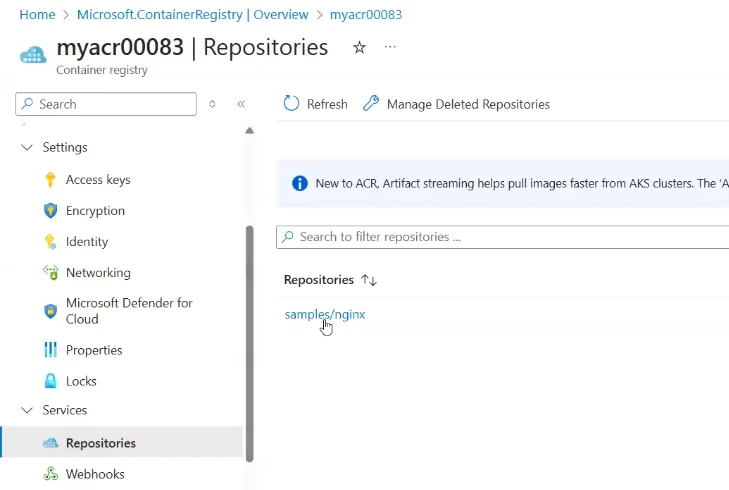 Home > Microsoft.ContainerRegistry | Overview > myacr00083
myacr00083 | Repositories
Container registry
Search
Refresh
Manage Deleted Repositories
Settings
Access keys
Encryption
Identity
Networking
Microsoft Defender for
Cloud
Properties
Locks
Services
Repositories
Webhooks
New to ACR, Artifact streaming helps pull images faster from AKS clusters. The 'A
Search to filter repositories ...
Repositories
samples/nginx